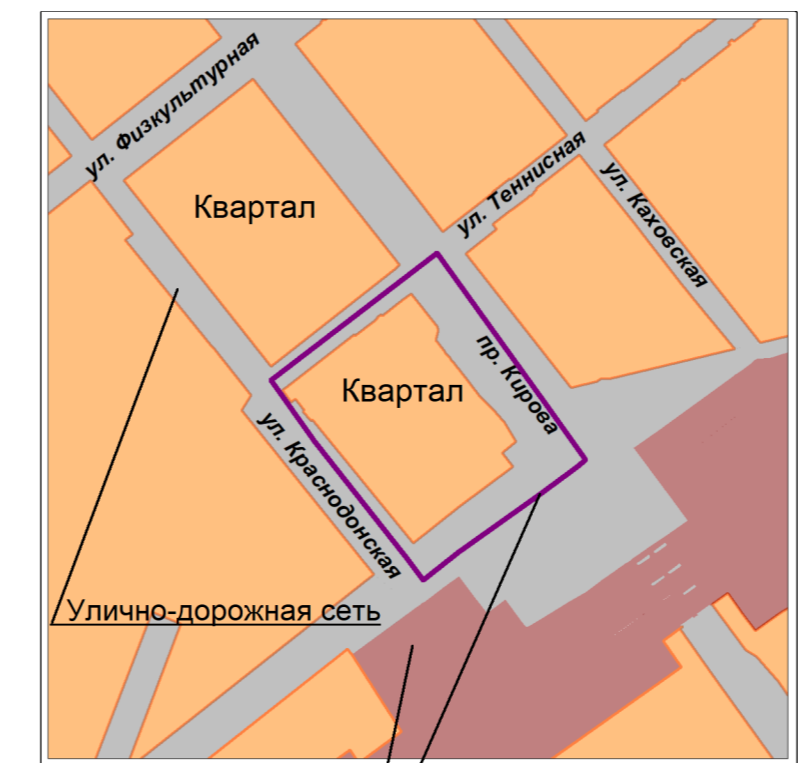 ул. Физкультурная
ул. Теннисная
ул. Каховская
Квартал
пр. Кирова
Квартал
ул. Краснодонская
Улично-дорожная сеть